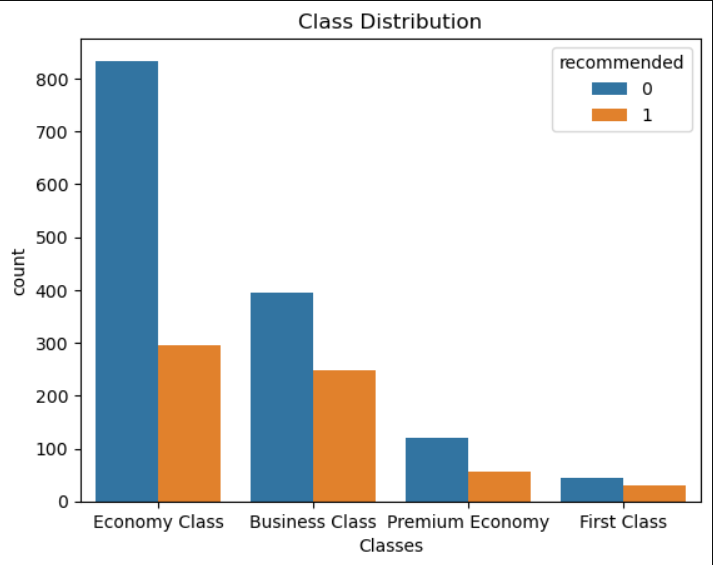 Class Distribution
recommended
0
1
800
700
600
500
400
300
200
100
0
count
Economy Class
Business Class
Premium Economy
First Class
Classes